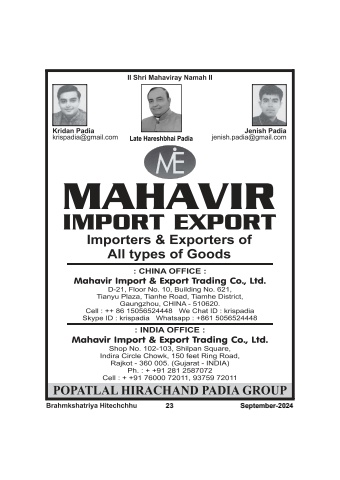 II Shri Mahaviray Namah II
Kridan Padia
krispadia@gmail.com
Late Hareshbhai Padia
Jenish Padia
jenish.padia@gmail.com
MIE
MAHAVIR
IMPORT EXPORT
Importers & Exporters of
All types of Goods
: CHINA OFFICE :
Mahavir Import & Export Trading Co., Ltd.
D-21, Floor No. 10, Building No. 621,
Tianyu Plaza, Tianhe Road, Tiamhe District,
Gaungzhou, CHINA - 510620.
Cell : ++ 86 15056524448 We Chat ID : krispadia
Skype ID : krispadia Whatsapp : +861 5056524448
: INDIA OFFICE :
Mahavir Import & Export Trading Co., Ltd.
Shop No. 102-103, Shilpan Square,
Indira Circle Chowk, 150 feet Ring Road,
Rajkot - 360 005. (Gujarat - INDIA)
Ph. : + +91 281 2587072
Cell : + +91 76000 72011, 93759 72011
POPATLAL HIRACHAND PADIA GROUP
Brahmkshatriya Hitechchhu 23 September-2024